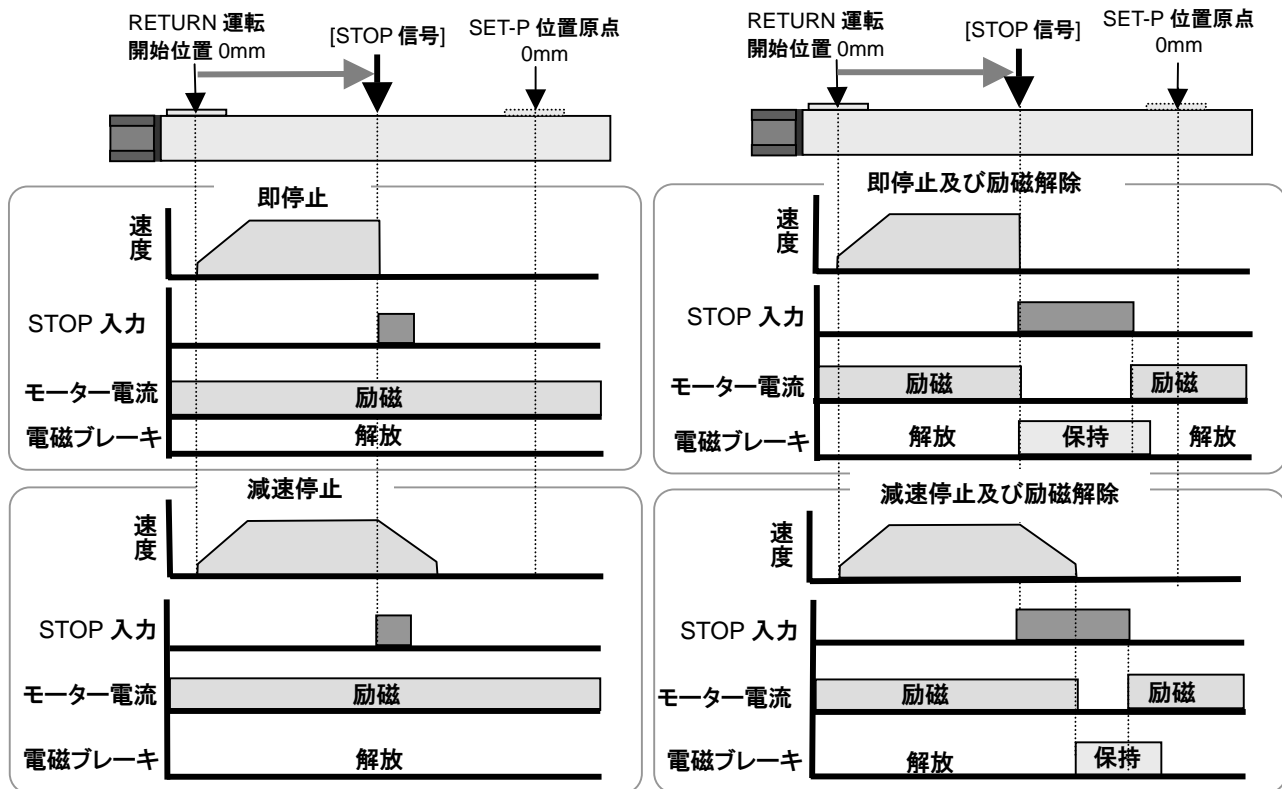 RETURN 運転
開始位置 0mm
[STOP 信号]
SET-P 位置原点
0mm
即停止
速度
STOP 入力
モーター電流
励磁
電磁ブレーキ
解放
減速停止
速度
STOP 入力
モーター電流
励磁
電磁ブレーキ
解放
RETURN 運転
開始位置 0mm
[STOP 信号]
SET-P 位置原点
0mm
即停止及び励磁解除
速度
STOP 入力
モーター電流
励磁
励磁
電磁ブレーキ
解放
保持
解放
減速停止及び励磁解除
速度
STOP 入力
モーター電流
励磁
励磁
電磁ブレーキ
解放
保持